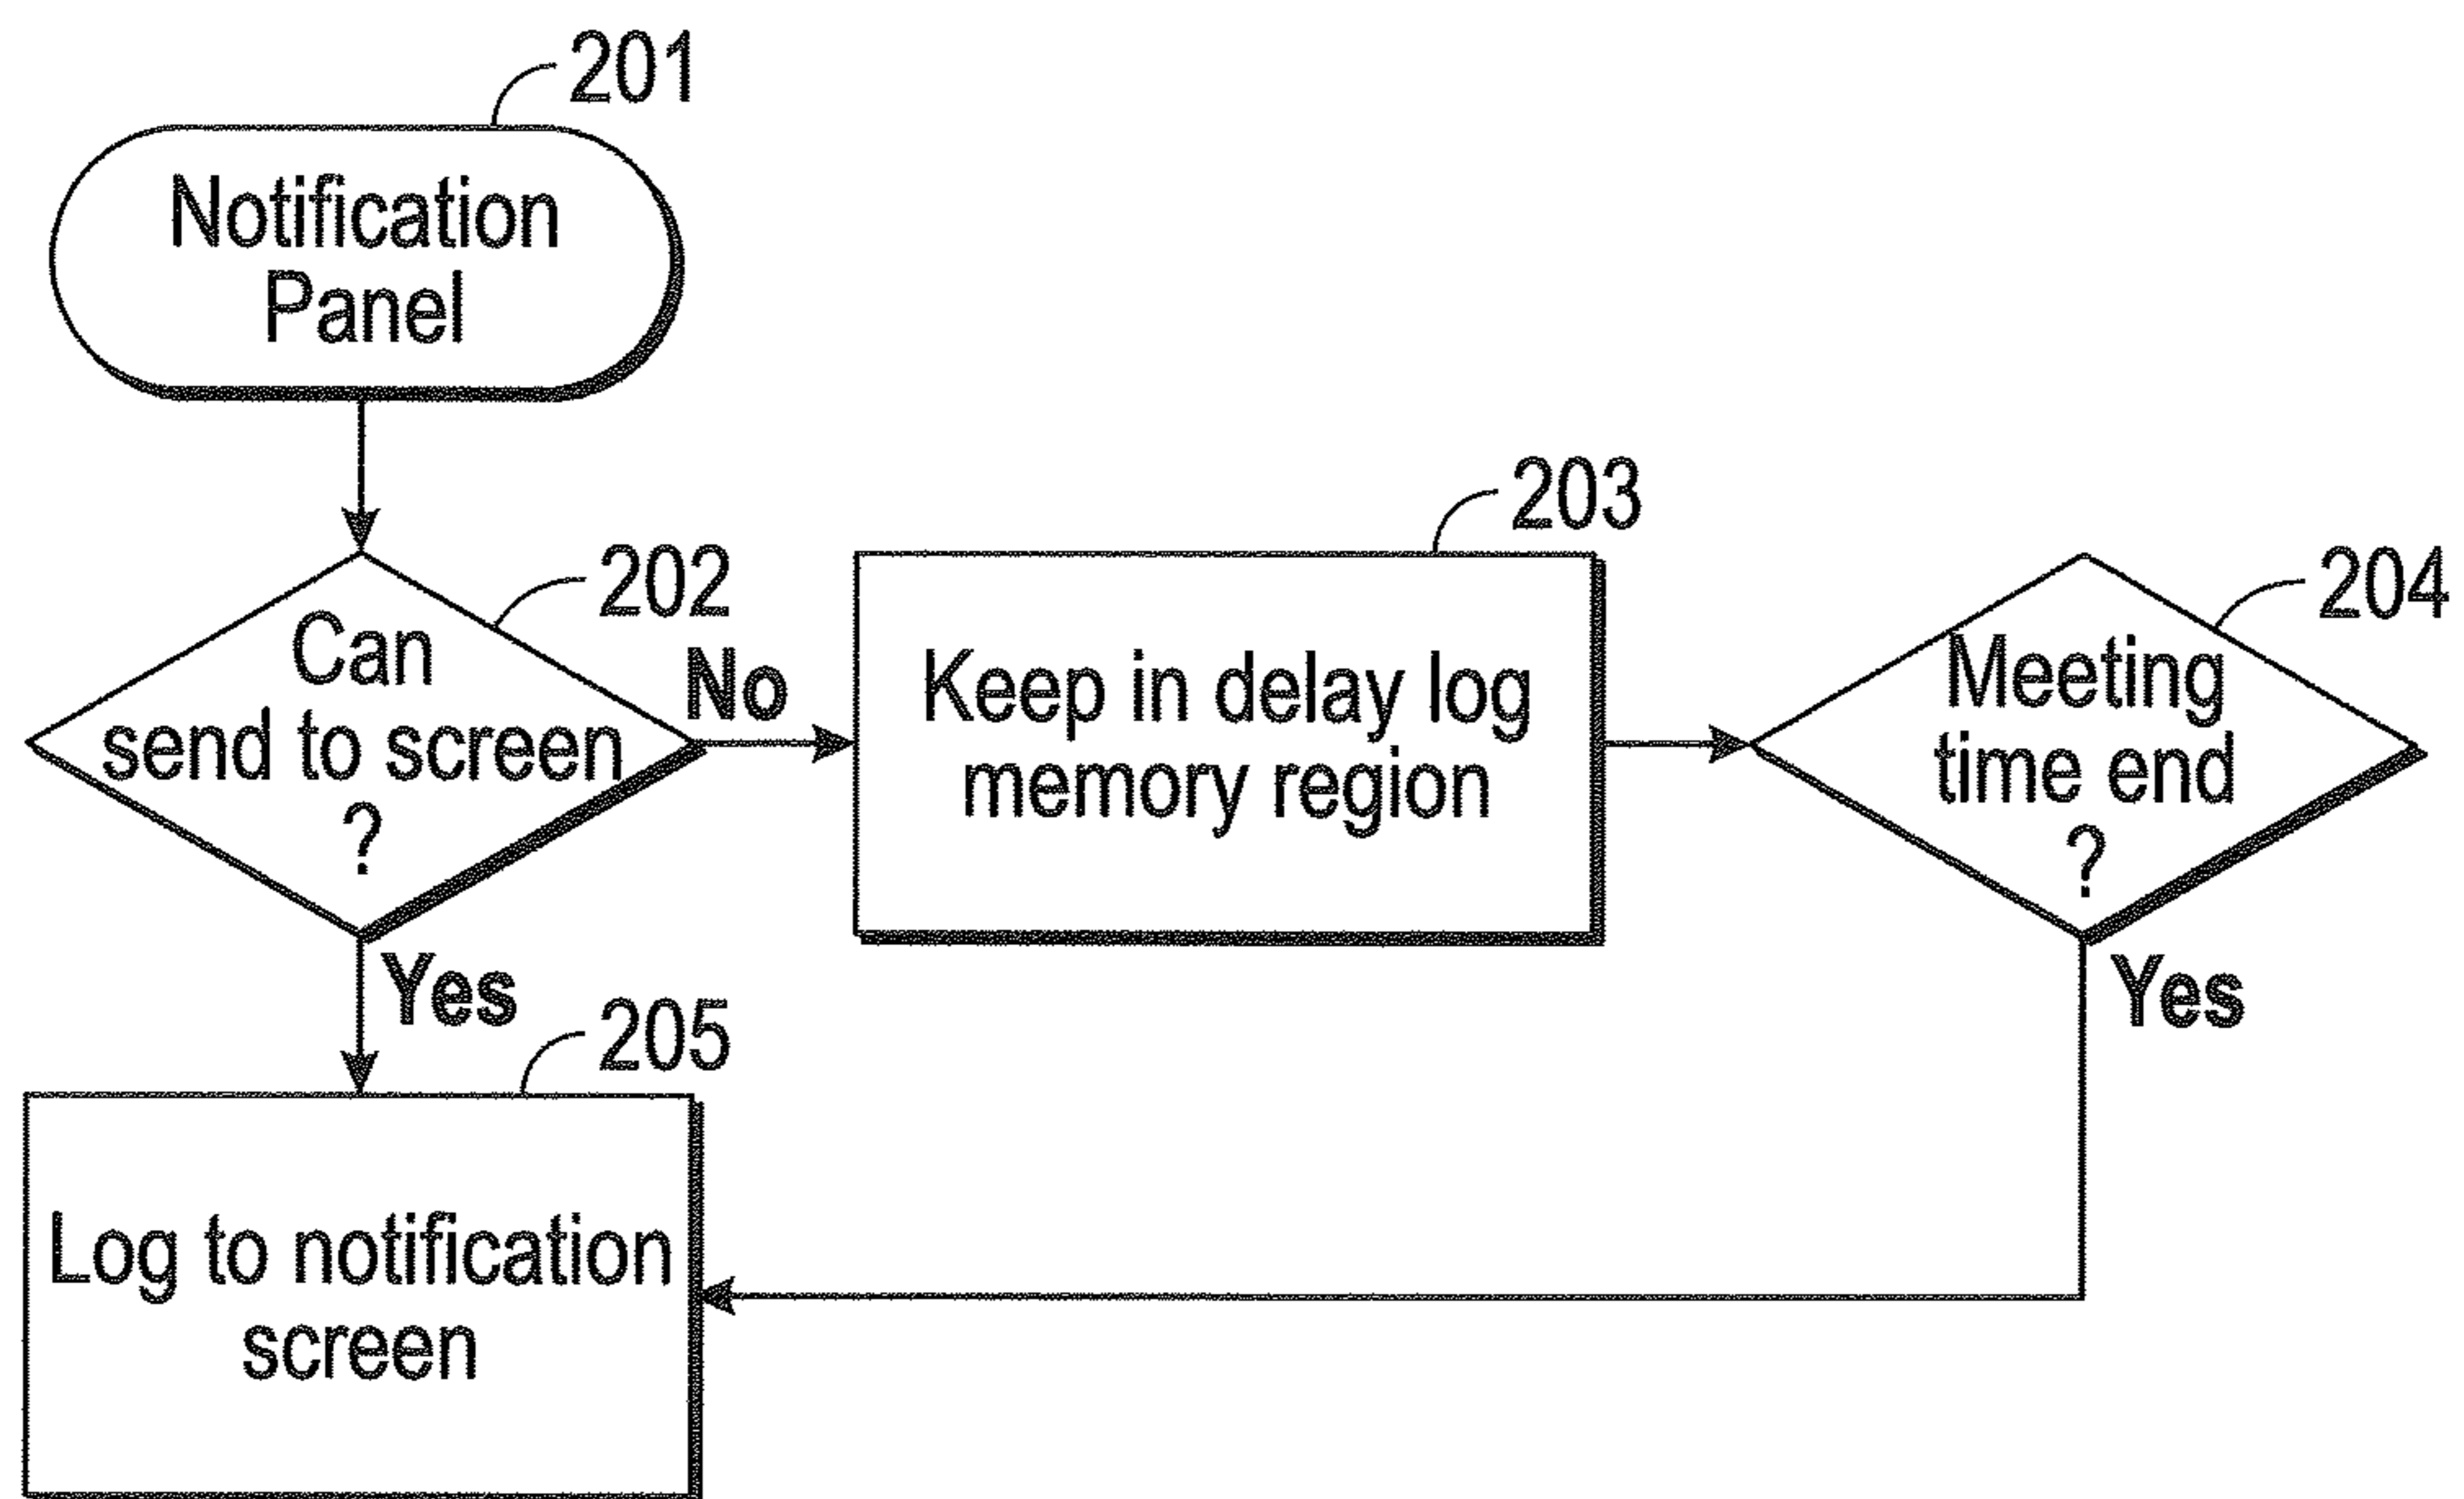 201
Notification
Panel
202
Can
send to screen
?
No
203
Keep in delay log
memory region
204
Meeting
time end
?
Yes
Yes
205
Log to notification
screen